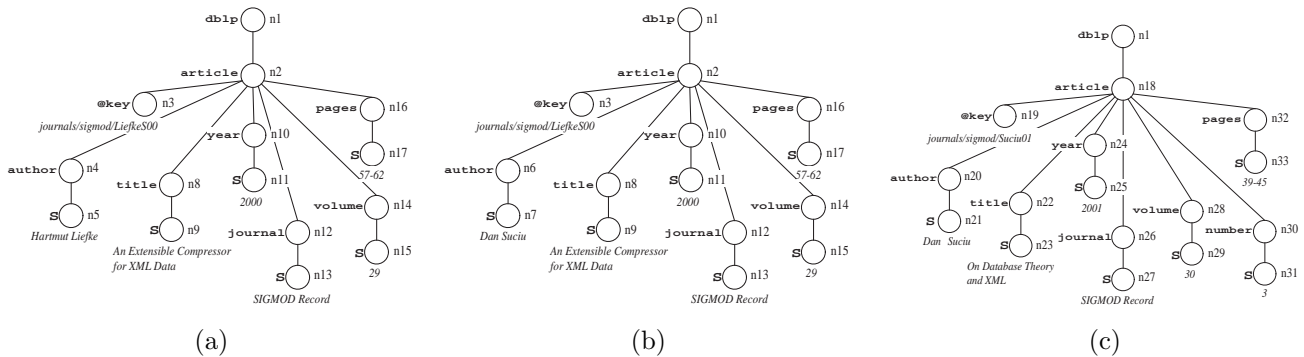 dblp n1
article n2
@key n3
journals/sigmod/LiefkeS00
pages n16
year n10
S n17
57-62
author n4
title n8
S n11
2000
volume n14
S n5
Hartmut Liefke
S n9
journal n12
An Extensible Compressor
for XML Data
S n15
29
S n13
SIGMOD Record
(a)
dblp n1
article n2
@key n3
journals/sigmod/LiefkeS00
pages n16
year n10
S n17
57-62
author n6
title n8
S n11
2000
volume n14
S n7
Dan Suciu
S n9
journal n12
An Extensible Compressor
for XML Data
S n15
29
S n13
SIGMOD Record
(b)
dblp n1
article n18
@key n19
journals/sigmod/Suciu01
pages n32
year n24
S n33
39-45
author n20
title n22
S n25
2001
volume n28
S n21
Dan Suciu
number n30
S n23
journal n26
On Database Theory
and XML
S n29
30
S n27
SIGMOD Record
S n31
3
(c)